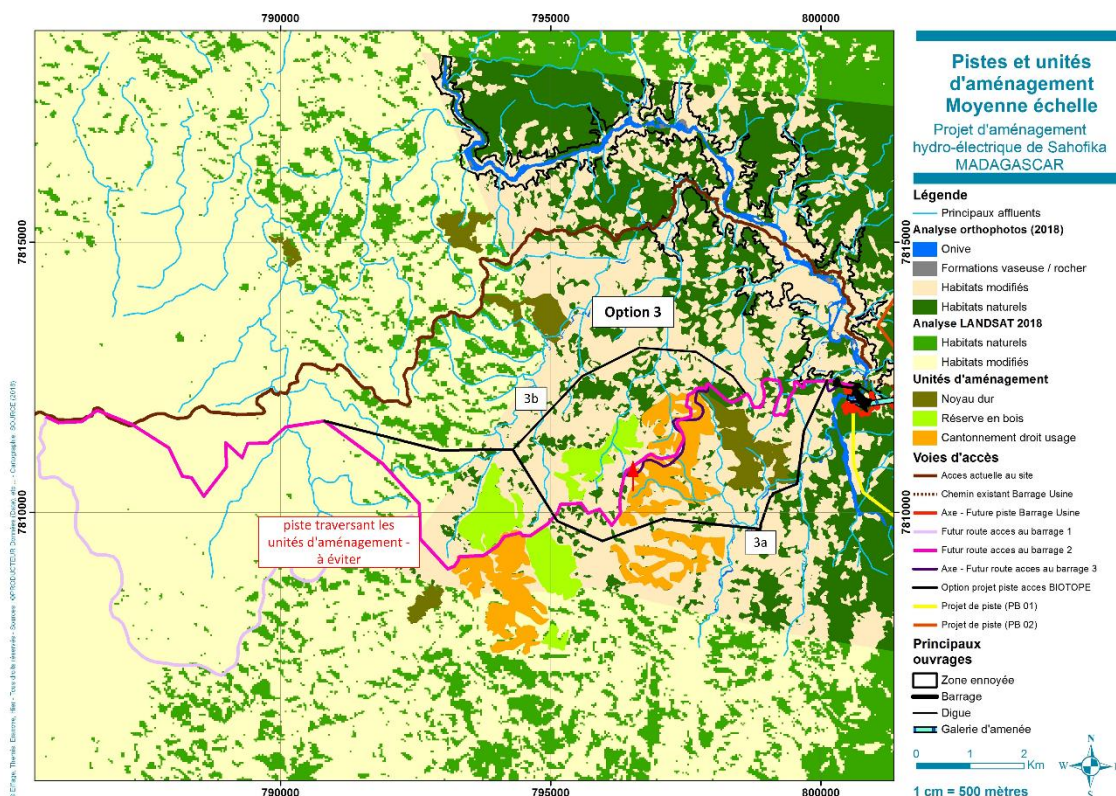 790000
795000
800000
7815000
7815000
7810000
7810000
790000
795000
800000
Option 3
3b
3a
piste traversant les
unités d'aménagement -
à éviter
Pistes et unités
d'aménagement
Moyenne échelle
Projet d'aménagement
hydro-électrique de Sahofika
MADAGASCAR
Légende
Principaux affluents
Analyse orthophotos (2018)
Onive
Formations vaseuse / rocher
Habitats modifiés
Habitats naturels
Analyse LANDSAT 2018
Habitats naturels
Habitats modifiés
Unités d'aménagement
Noyau dur
Réserve en bois
Cantonnement droit usage
Voies d'accès
Acces actuelle au site
Chemin existant Barrage Usine
Axe - Future piste Barrage Usine
Futur route acces au barrage 1
Futur route acces au barrage 2
Axe - Futur route acces au barrage 3
Option projet piste acces BIOTOPE
Projet de piste (PB 01)
Projet de piste (PB 02)
Principaux
ouvrages
Zone ennoyée
Barrage
Digue
Galerie d'amenée
0 1 2
Km
N
W E
S
1 cm = 500 mètres